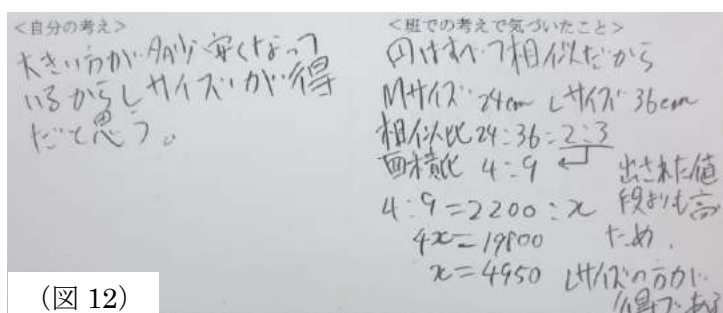 <自分の考え>
大きい方が多少安くなって
いるからLサイズが得
だと思う。
<班での考えで気づいたこと>
円はすべて相似だから
Mサイズ 24cm Lサイズ 36cm
相似比 24:36=2:3
面積比 4:9
4:9=2200:x
4x=19800
x=4950
出された値
段よりも高い
ため、
Lサイズの方が
得である
(図 12)